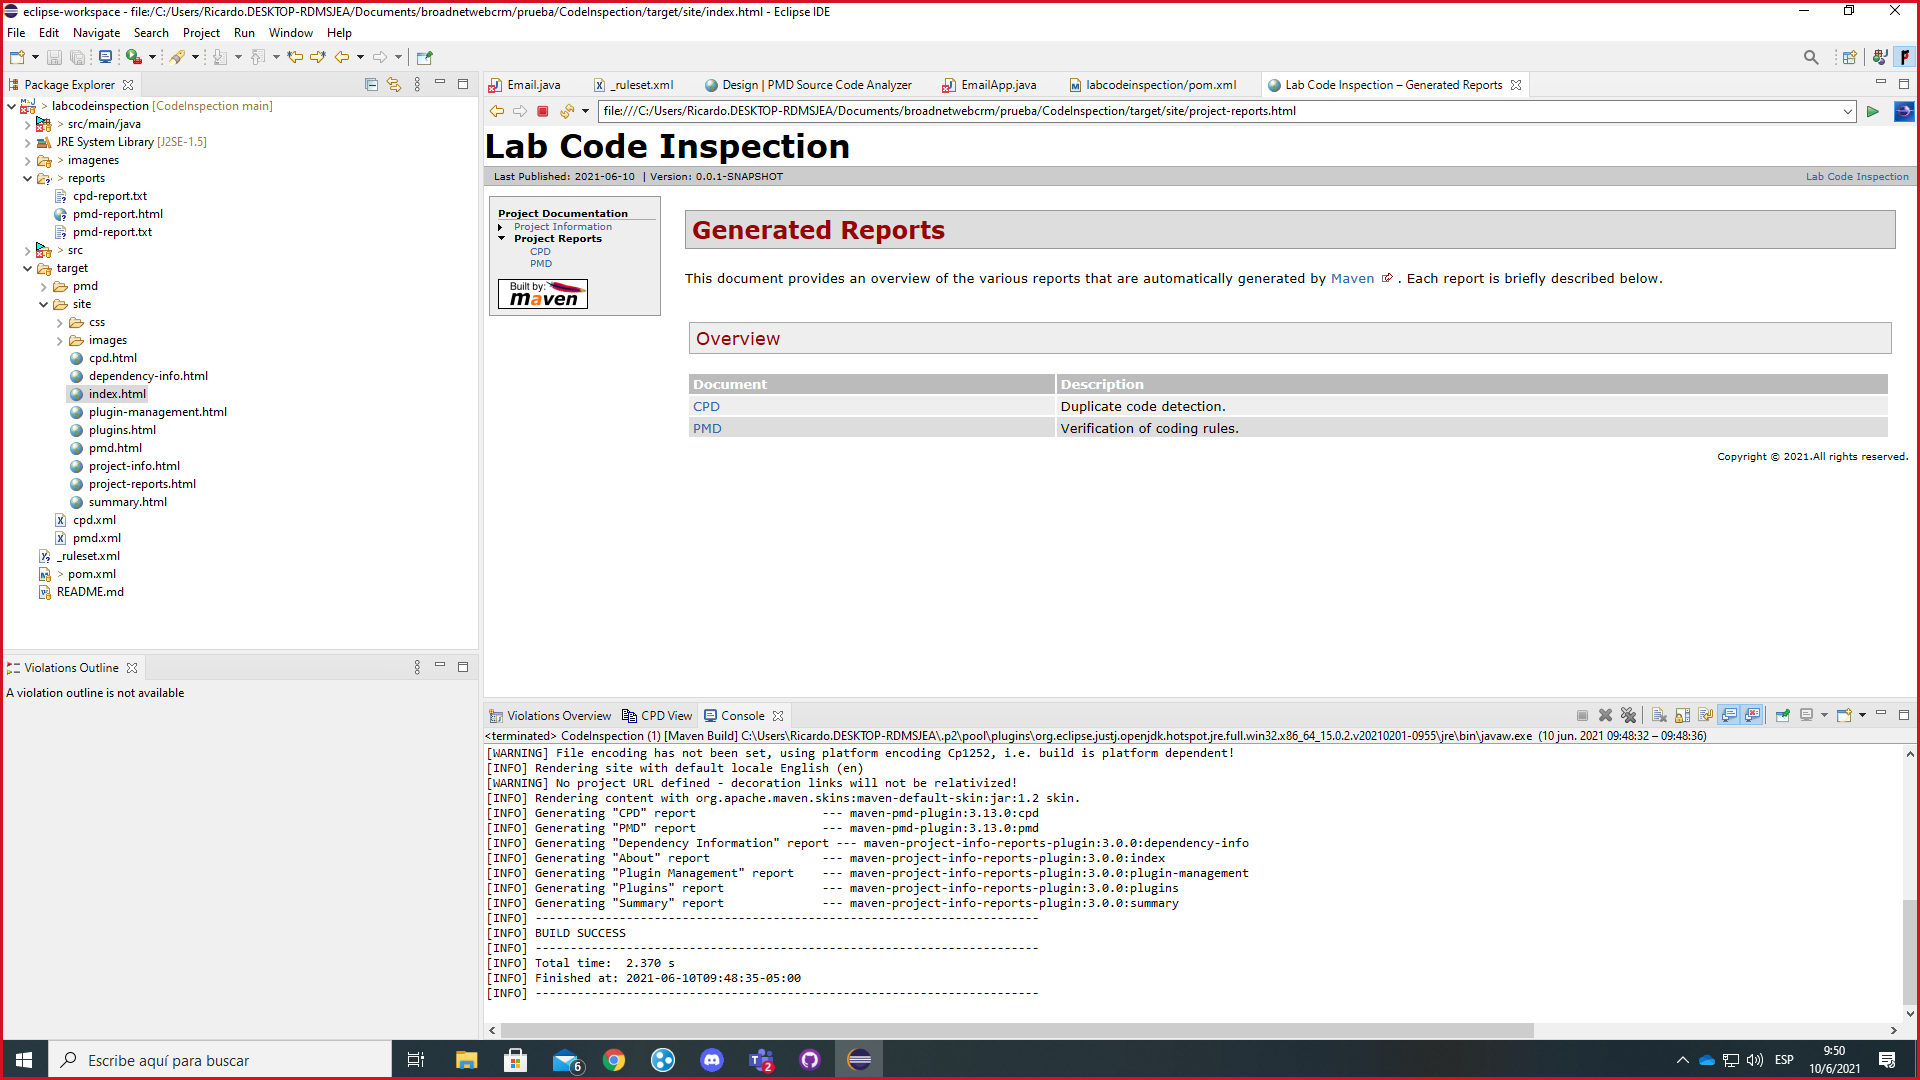 eclipse-workspace - file:/C:/Users/Ricardo.DESKTOP-RDMSJEA/Documents/broadnetwebcrm/prueba/CodeInspection/target/site/index.html - Eclipse IDE
File Edit Navigate Search Project Run Window Help
Package Explorer
> labcodeinspection [CodeInspection main]
> src/main/java
JRE System Library [J2SE-1.5]
> imagenes
> reports
cpd-report.txt
pmd-report.html
pmd-report.txt
> src
target
pmd
site
css
images
cpd.html
dependency-info.html
index.html
plugin-management.html
plugins.html
pmd.html
project-info.html
project-reports.html
summary.html
cpd.xml
pmd.xml
_ruleset.xml
> pom.xml
README.md
Violations Outline
A violation outline is not available
Email.java _ruleset.xml Design | PMD Source Code Analyzer EmailApp.java labcodeinspection/pom.xml Lab Code Inspection – Generated Reports
file:///C:/Users/Ricardo.DESKTOP-RDMSJEA/Documents/broadnetwebcrm/prueba/CodeInspection/target/site/project-reports.html
Lab Code Inspection
Last Published: 2021-06-10 | Version: 0.0.1-SNAPSHOT
Lab Code Inspection
Project Documentation
Project Information
Project Reports
CPD
PMD
Built by:
maven
Generated Reports
This document provides an overview of the various reports that are automatically generated by Maven . Each report is briefly described below.
Overview
Document Description
CPD Duplicate code detection.
PMD Verification of coding rules.
Copyright © 2021.All rights reserved.
Violations Overview CPD View Console
<terminated> CodeInspection (1) [Maven Build] C:\Users\Ricardo.DESKTOP-RDMSJEA\.p2\pool\plugins\org.eclipse.justj.openjdk.hotspot.jre.full.win32.x86_64_15.0.2.v20210201-0955\jre\bin\javaw.exe (10 jun. 2021 09:48:32 – 09:48:36)
[WARNING] File encoding has not been set, using platform encoding Cp1252, i.e. build is platform dependent!
[INFO] Rendering site with default locale English (en)
[WARNING] No project URL defined - decoration links will not be relativized!
[INFO] Rendering content with org.apache.maven.skins:maven-default-skin:jar:1.2 skin.
[INFO] Generating "CPD" report --- maven-pmd-plugin:3.13.0:cpd
[INFO] Generating "PMD" report --- maven-pmd-plugin:3.13.0:pmd
[INFO] Generating "Dependency Information" report --- maven-project-info-reports-plugin:3.0.0:dependency-info
[INFO] Generating "About" report --- maven-project-info-reports-plugin:3.0.0:index
[INFO] Generating "Plugin Management" report --- maven-project-info-reports-plugin:3.0.0:plugin-management
[INFO] Generating "Plugins" report --- maven-project-info-reports-plugin:3.0.0:plugins
[INFO] Generating "Summary" report --- maven-project-info-reports-plugin:3.0.0:summary
[INFO] ------------------------------------------------------------------------
[INFO] BUILD SUCCESS
[INFO] ------------------------------------------------------------------------
[INFO] Total time: 2.370 s
[INFO] Finished at: 2021-06-10T09:48:35-05:00
[INFO] ------------------------------------------------------------------------
Escribe aquí para buscar
6
2
ESP
9:50
10/6/2021